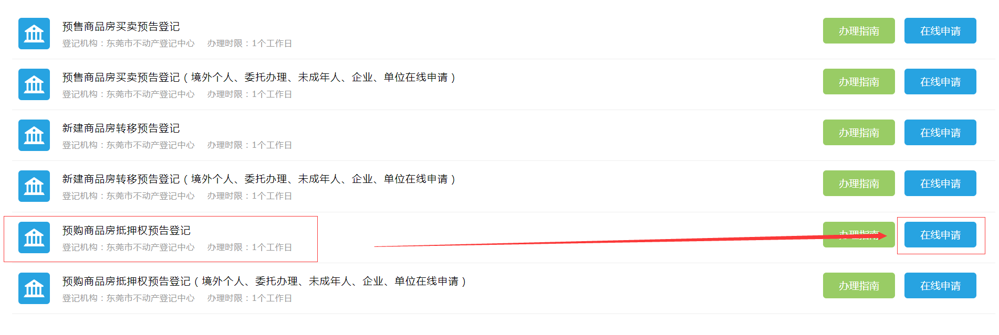 预售商品房买卖预告登记
登记机构：东莞市不动产登记中心 办理时限：1个工作日
办理指南 在线申请
预售商品房买卖预告登记（境外个人、委托办理、未成年人、企业、单位在线申请）
登记机构：东莞市不动产登记中心 办理时限：1个工作日
办理指南 在线申请
新建商品房转移预告登记
登记机构：东莞市不动产登记中心 办理时限：1个工作日
办理指南 在线申请
新建商品房转移预告登记（境外个人、委托办理、未成年人、企业、单位在线申请）
登记机构：东莞市不动产登记中心 办理时限：1个工作日
办理指南 在线申请
预购商品房抵押权预告登记
登记机构：东莞市不动产登记中心 办理时限：1个工作日
办理指南 在线申请
预购商品房抵押权预告登记（境外个人、委托办理、未成年人、企业、单位在线申请）
登记机构：东莞市不动产登记中心 办理时限：1个工作日
办理指南 在线申请